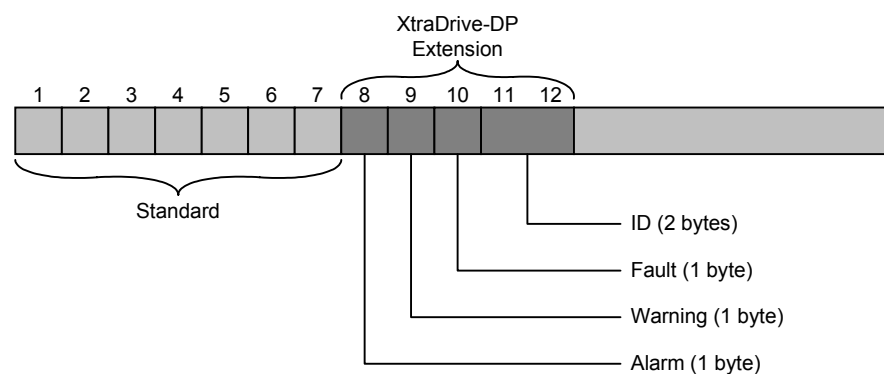 XtraDrive-DP
Extension
1 2 3 4 5 6 7 8 9 10 11 12
Standard
ID (2 bytes)
Fault (1 byte)
Warning (1 byte)
Alarm (1 byte)